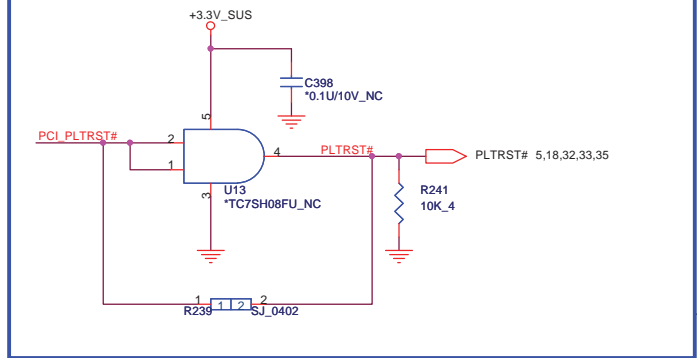 +3.3V_SUS
C398
*0.1U/10V_NC
5
PCI_PLTRST#
2
1
4
PLTRST#
PLTRST# 5,18,32,33,35
U13
*TC7SH08FU_NC
3
R241
10K_4
1
1 2
2
R239
SJ_0402